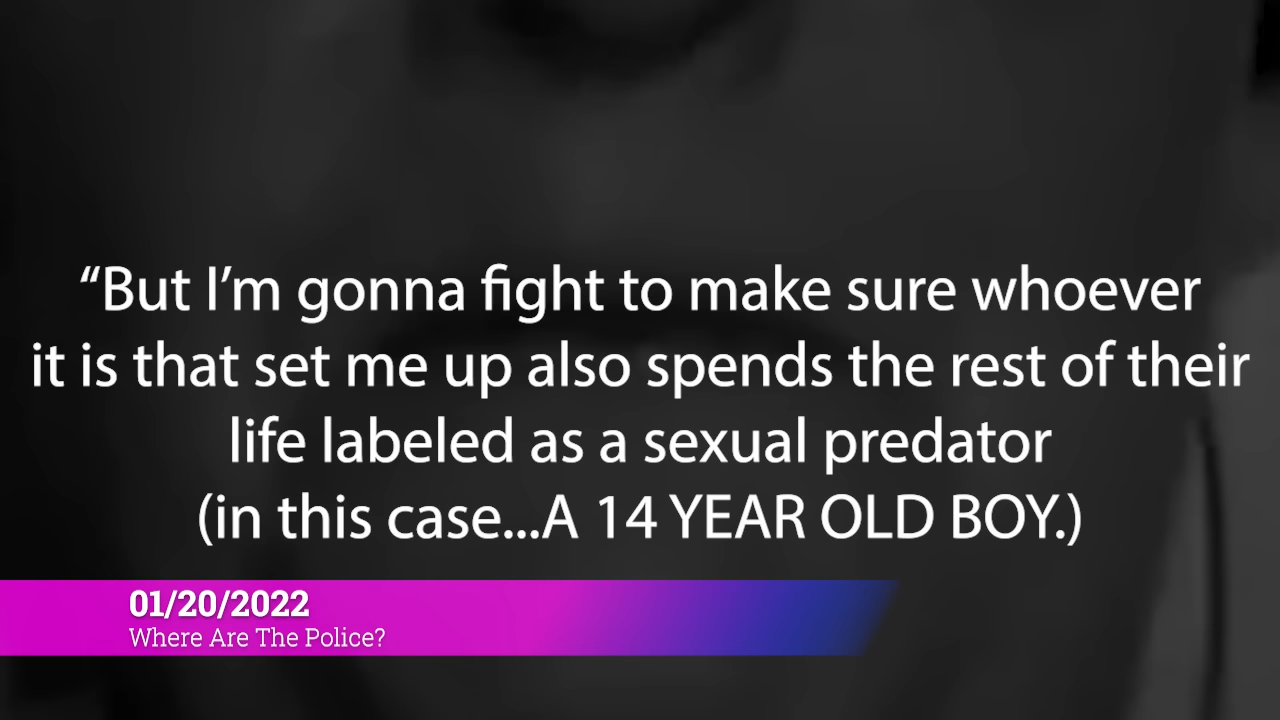 “But I’m gonna fight to make sure whoever
it is that set me up also spends the rest of their
life labeled as a sexual predator
(in this case...A 14 YEAR OLD BOY.)
01/20/2022
Where Are The Police?